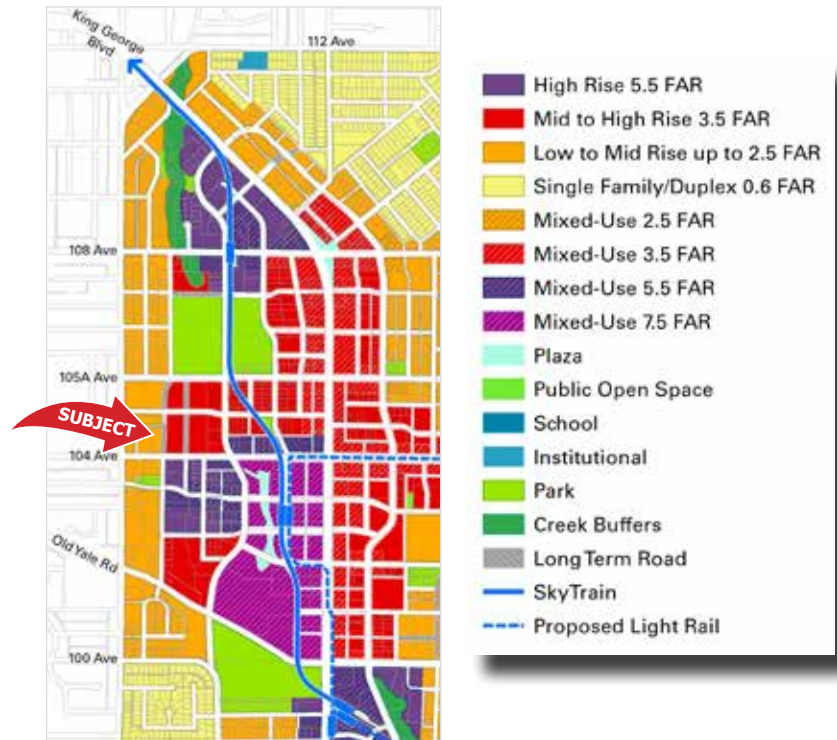 King George
Blvd
112 Ave
108 Ave
105A Ave
SUBJECT
104 Ave
Old Yale Rd
100 Ave
High Rise 5.5 FAR
Mid to High Rise 3.5 FAR
Low to Mid Rise up to 2.5 FAR
Single Family/Duplex 0.6 FAR
Mixed-Use 2.5 FAR
Mixed-Use 3.5 FAR
Mixed-Use 5.5 FAR
Mixed-Use 7.5 FAR
Plaza
Public Open Space
School
Institutional
Park
Creek Buffers
Long Term Road
SkyTrain
Proposed Light Rail